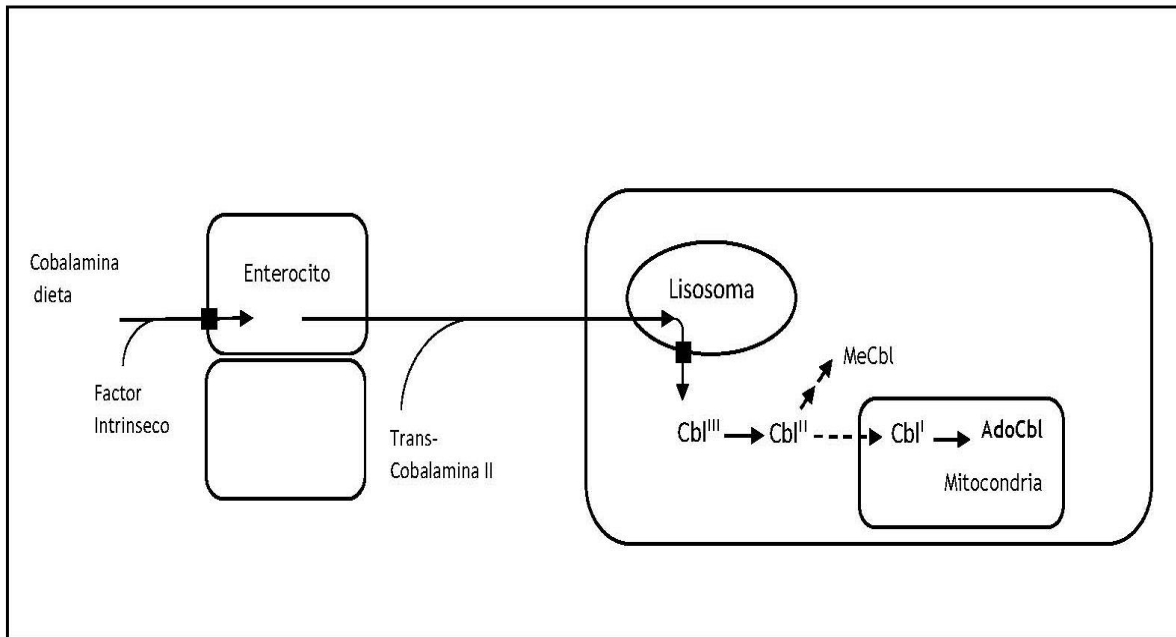 Cobalamina
dieta
Factor
Intrinseco
Enterocito
Trans-
Cobalamina II
Lisosoma
MeCbl
Cbl^III
Cbl^II
Cbl^I
AdoCbl
Mitocondria